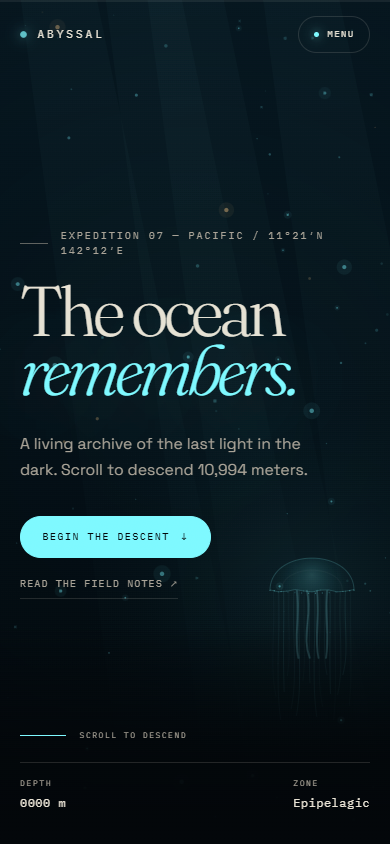 ABYSSAL
MENU
EXPEDITION 07 — PACIFIC / 11°21′N
142°12′E
The ocean
remembers.
A living archive of the last light in the
dark. Scroll to descend 10,994 meters.
BEGIN THE DESCENT ↓
READ THE FIELD NOTES ↗
SCROLL TO DESCEND
DEPTH
0000 m
ZONE
Epipelagic